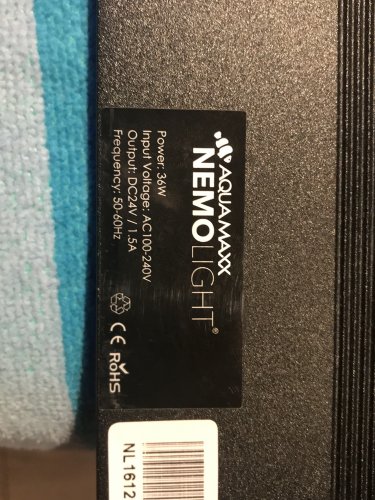 AQUAMAXX
NEMOLIGHT®
Power: 36W
Input Voltage: AC100-240V
Output: DC24V / 1.5A
Frequency: 50-60Hz
CE RoHS
NL1612